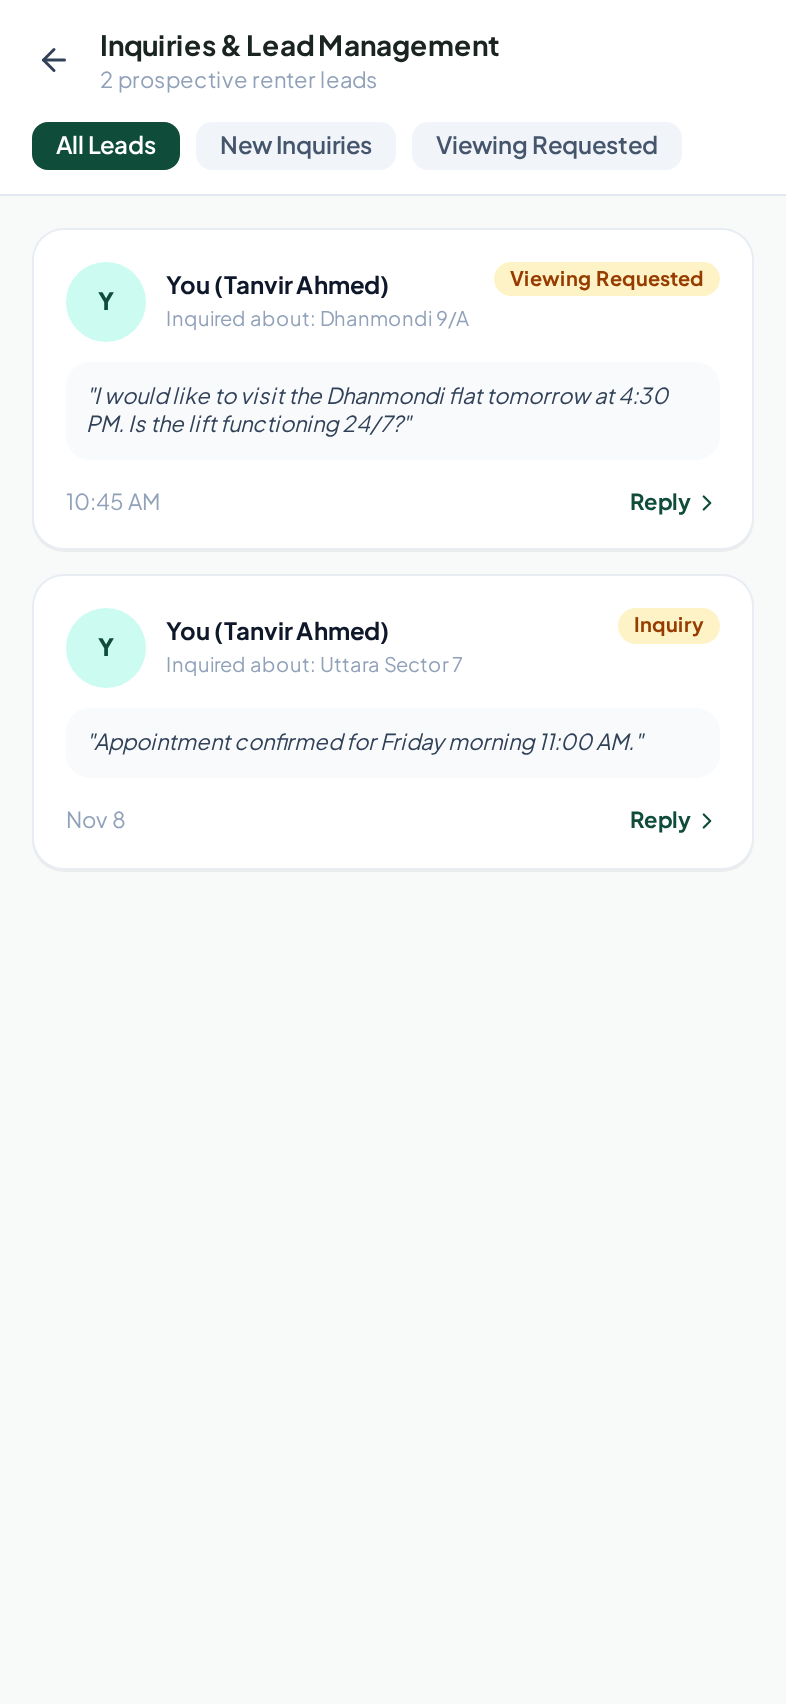 Inquiries & Lead Management
2 prospective renter leads
All Leads
New Inquiries
Viewing Requested
Y
You (Tanvir Ahmed)
Viewing Requested
Inquired about: Dhanmondi 9/A
"I would like to visit the Dhanmondi flat tomorrow at 4:30
PM. Is the lift functioning 24/7?"
10:45 AM
Reply
Y
You (Tanvir Ahmed)
Inquiry
Inquired about: Uttara Sector 7
"Appointment confirmed for Friday morning 11:00 AM."
Nov 8
Reply